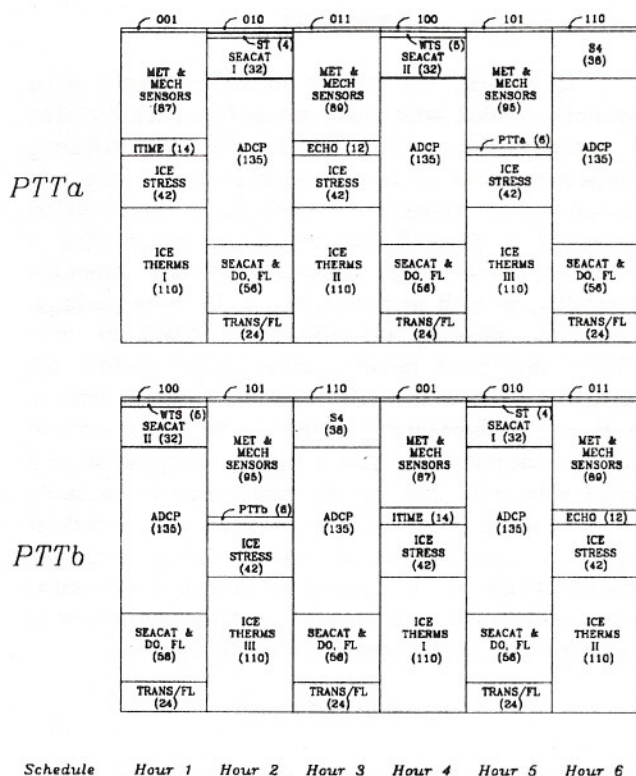 001 010 011 100 101 110
ST (4)
WTS (5)
MET & MECH SENSORS (87)
SEACAT I (32)
MET & MECH SENSORS (89)
SEACAT II (32)
MET & MECH SENSORS (95)
S4 (38)
ITIME (14)
ADCP (135)
ECHO (12)
ADCP (135)
PTTa (6)
ADCP (135)
PTTa
ICE STRESS (42)
ICE STRESS (42)
ICE STRESS (42)
ICE THERMS I (110)
SEACAT & DO, FL (56)
ICE THERMS II (110)
SEACAT & DO, FL (56)
ICE THERMS III (110)
SEACAT & DO, FL (56)
TRANS/FL (24)
TRANS/FL (24)
TRANS/FL (24)
100 101 110 001 010 011
WTS (5)
ST (4)
SEACAT II (32)
MET & MECH SENSORS (95)
S4 (38)
MET & MECH SENSORS (87)
SEACAT I (32)
MET & MECH SENSORS (89)
ADCP (135)
PTTb (6)
ADCP (135)
ITIME (14)
ADCP (135)
ECHO (12)
PTTb
ICE STRESS (42)
ICE STRESS (42)
ICE STRESS (42)
SEACAT & DO, FL (56)
ICE THERMS III (110)
SEACAT & DO, FL (56)
ICE THERMS I (110)
SEACAT & DO, FL (56)
ICE THERMS II (110)
TRANS/FL (24)
TRANS/FL (24)
TRANS/FL (24)
Schedule Hour 1 Hour 2 Hour 3 Hour 4 Hour 5 Hour 6